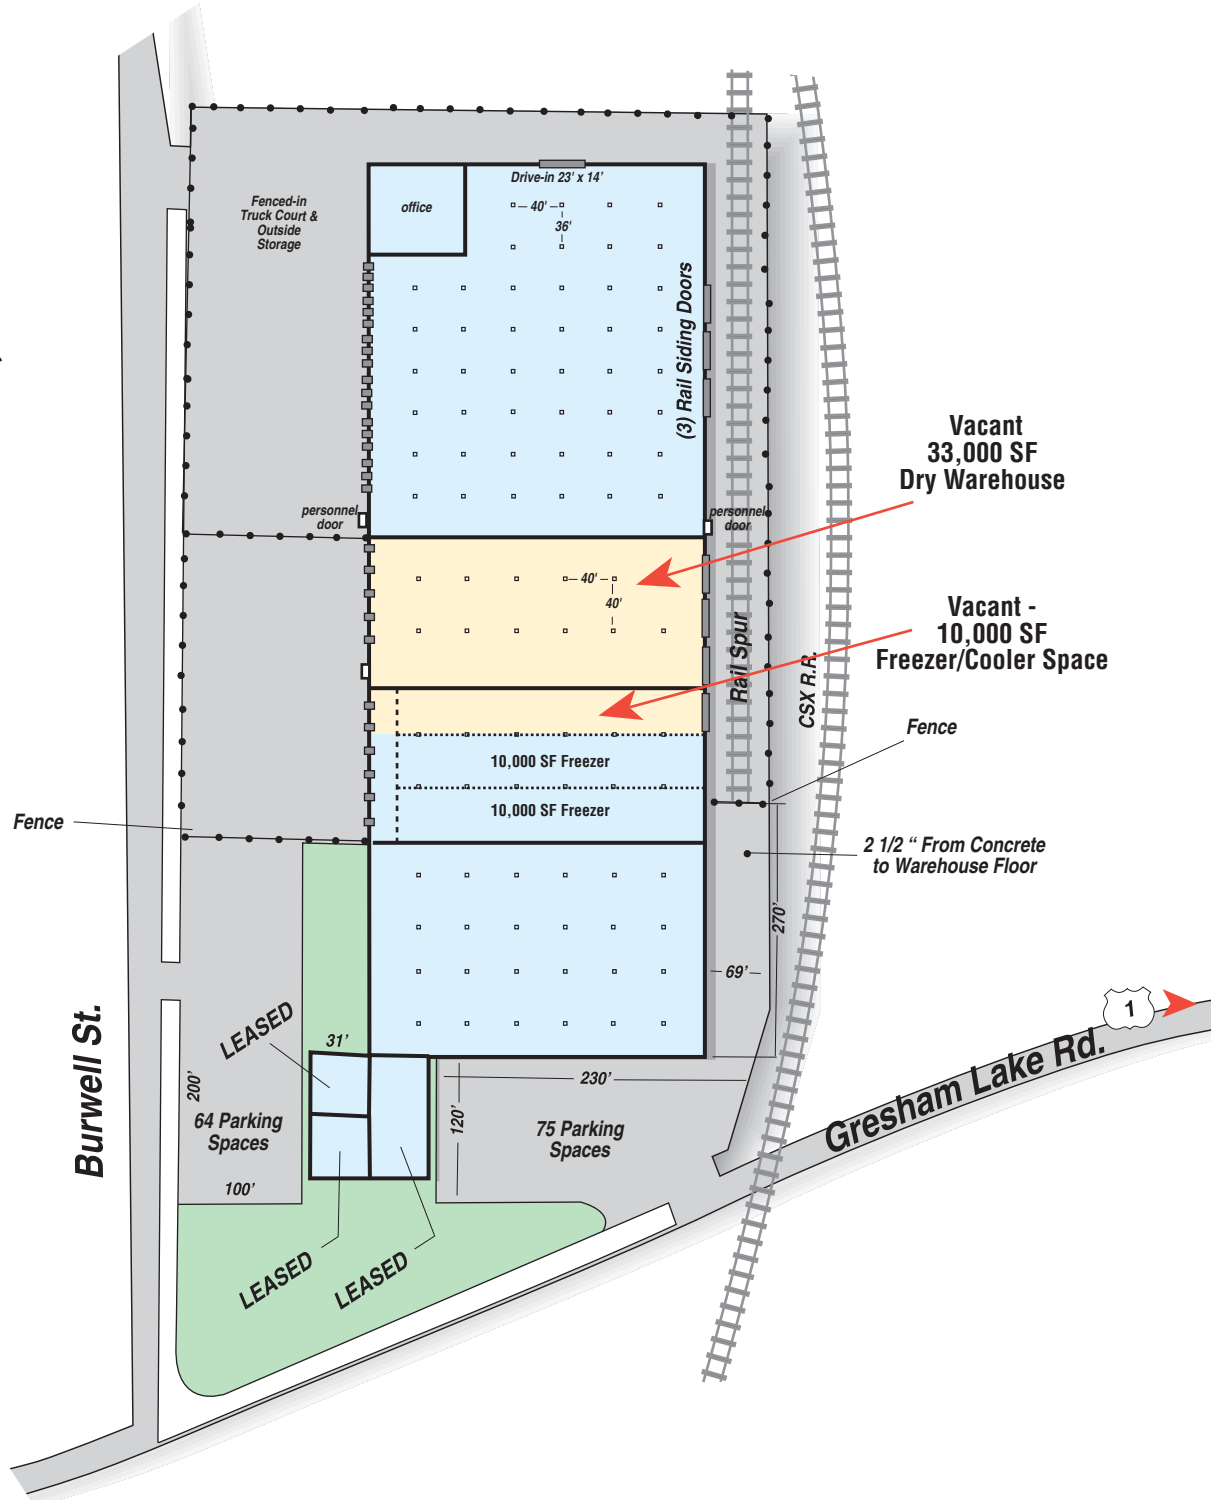 Drive-in 23' x 14'
office
40'
36'
Fenced-in
Truck Court &
Outside
Storage
(3) Rail Siding Doors
Vacant
33,000 SF
Dry Warehouse
personnel
door
personnel
door
40'
40'
Vacant -
10,000 SF
Freezer/Cooler Space
Rail Spur
CSX R.R.
Fence
10,000 SF Freezer
10,000 SF Freezer
Fence
2 1/2 “ From Concrete
to Warehouse Floor
270'
69'
Burwell St.
LEASED
31'
1
Gresham Lake Rd.
200'
230'
120'
64 Parking
Spaces
75 Parking
Spaces
100'
LEASED
LEASED